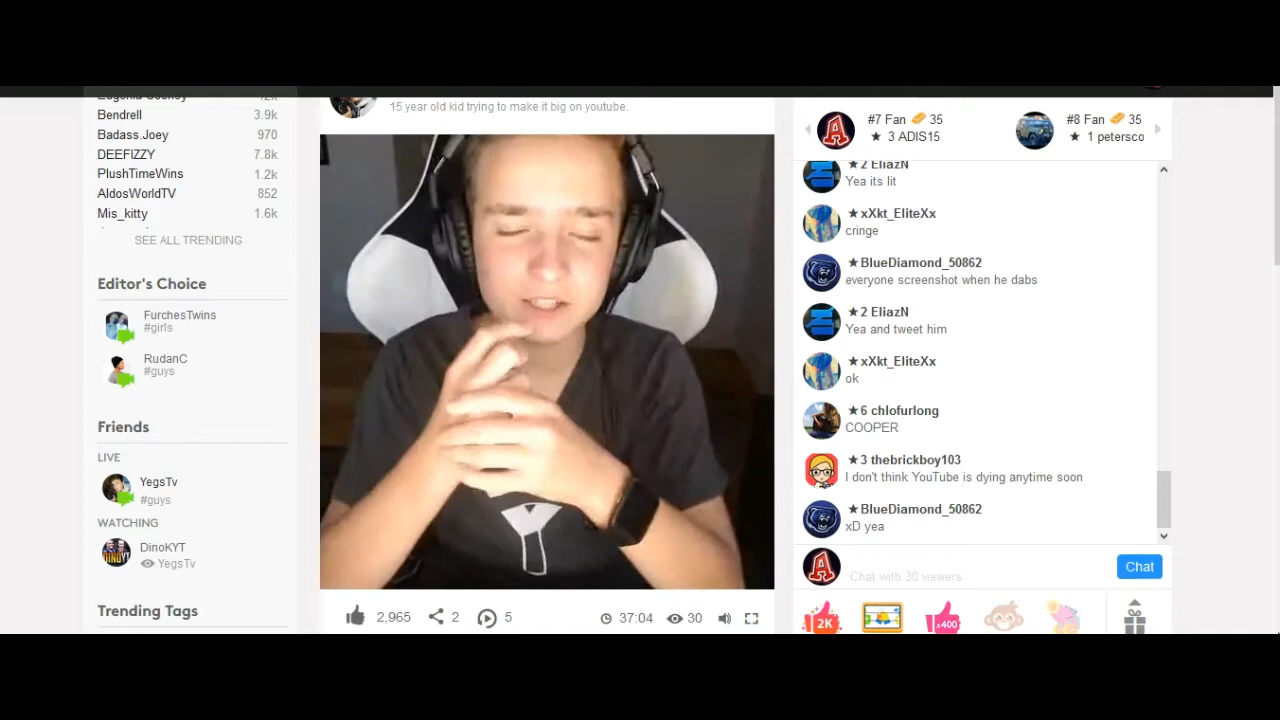 Bendrell 3.9k
Badass.Joey 970
DEEFIZZY 7.8k
PlushTimeWins 1.2k
AldosWorldTV 852
Mis_kitty 1.6k
SEE ALL TRENDING
Editor's Choice
FurchesTwins
#girls
RudanC
#guys
Friends
LIVE
YegsTv
#guys
WATCHING
DinoKYT
YegsTv
Trending Tags
15 year old kid trying to make it big on youtube.
2,965 2 5 37:04 30
#7 Fan 35
★ 3 ADIS15
#8 Fan 35
★ 1 petersco
★2 EliazN
Yea its lit
★xXkt_EliteXx
cringe
★BlueDiamond_50862
everyone screenshot when he dabs
★2 EliazN
Yea and tweet him
★xXkt_EliteXx
ok
★6 chlofurlong
COOPER
★3 thebrickboy103
I don't think YouTube is dying anytime soon
★BlueDiamond_50862
xD yea
Chat with 30 viewers
Chat
2K
x400